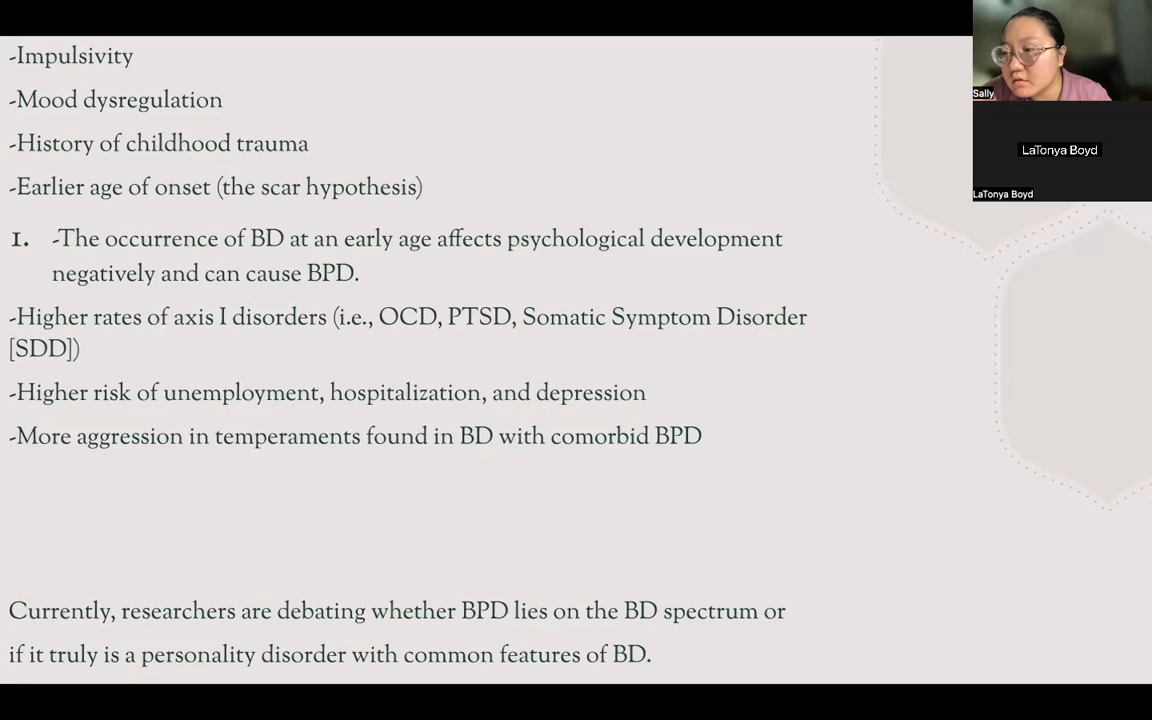 -Impulsivity
-Mood dysregulation
-History of childhood trauma
-Earlier age of onset (the scar hypothesis)
1. -The occurrence of BD at an early age affects psychological development
negatively and can cause BPD.
-Higher rates of axis I disorders (i.e., OCD, PTSD, Somatic Symptom Disorder
[SDD])
-Higher risk of unemployment, hospitalization, and depression
-More aggression in temperaments found in BD with comorbid BPD
Currently, researchers are debating whether BPD lies on the BD spectrum or
if it truly is a personality disorder with common features of BD.
Sally
LaTonya Boyd
LaTonya Boyd